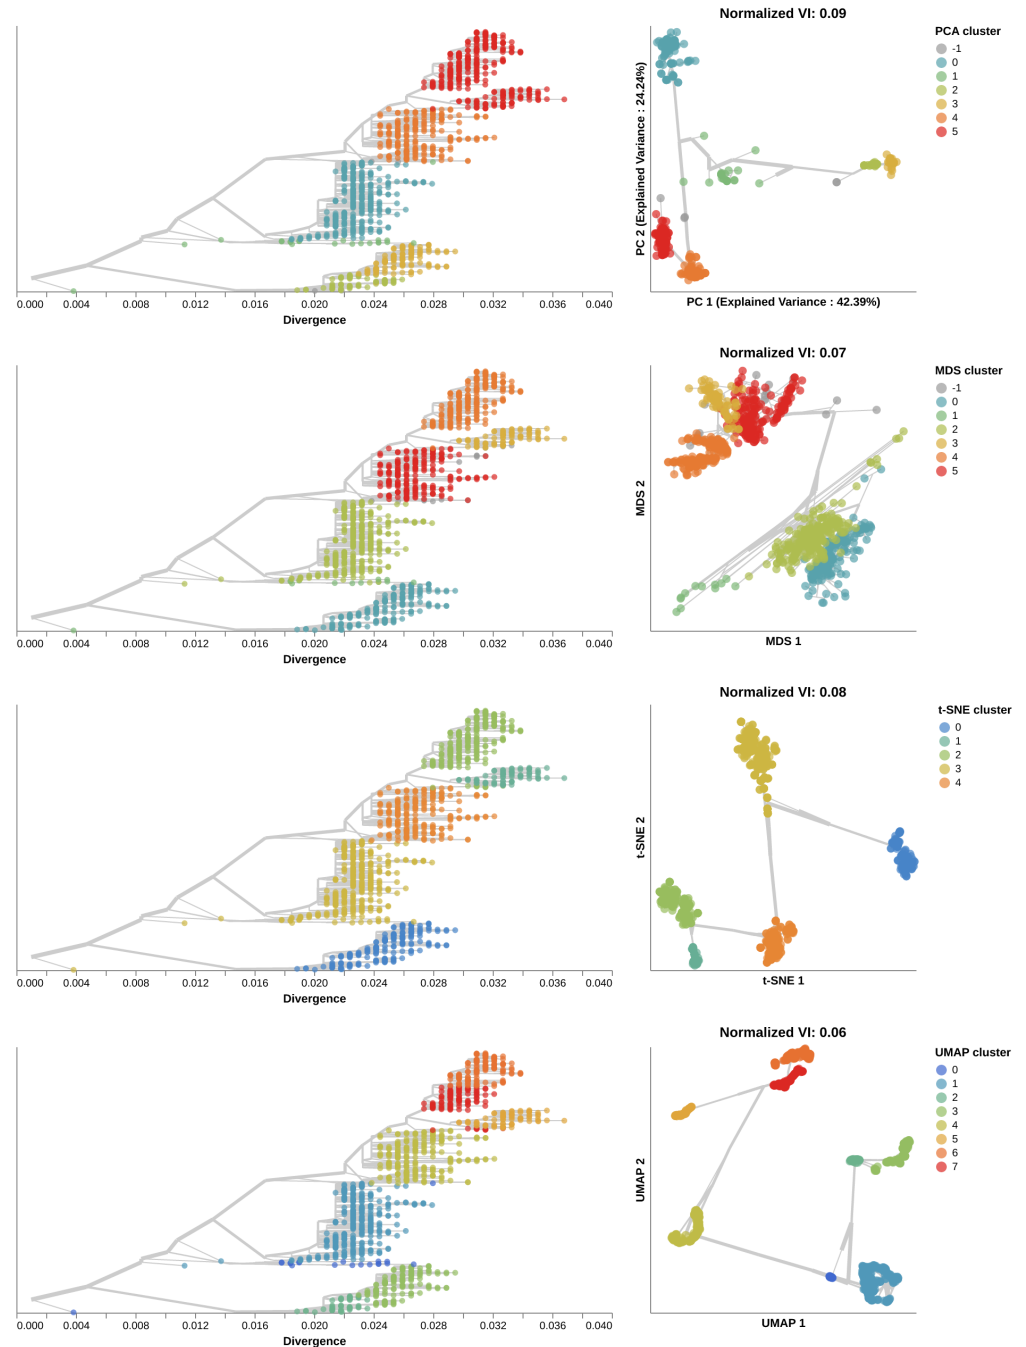 Normalized VI: 0.09
PCA cluster
-1
0
1
2
3
4
5
PC 2 (Explained Variance : 24.24%)
0.000 0.004 0.008 0.012 0.016 0.020 0.024 0.028 0.032 0.036 0.040
Divergence
PC 1 (Explained Variance : 42.39%)
Normalized VI: 0.07
MDS cluster
-1
0
1
2
3
4
5
MDS 2
0.000 0.004 0.008 0.012 0.016 0.020 0.024 0.028 0.032 0.036 0.040
Divergence
MDS 1
Normalized VI: 0.08
t-SNE cluster
0
1
2
3
4
t-SNE 2
0.000 0.004 0.008 0.012 0.016 0.020 0.024 0.028 0.032 0.036 0.040
Divergence
t-SNE 1
Normalized VI: 0.06
UMAP cluster
0
1
2
3
4
5
6
7
UMAP 2
0.000 0.004 0.008 0.012 0.016 0.020 0.024 0.028 0.032 0.036 0.040
Divergence
UMAP 1